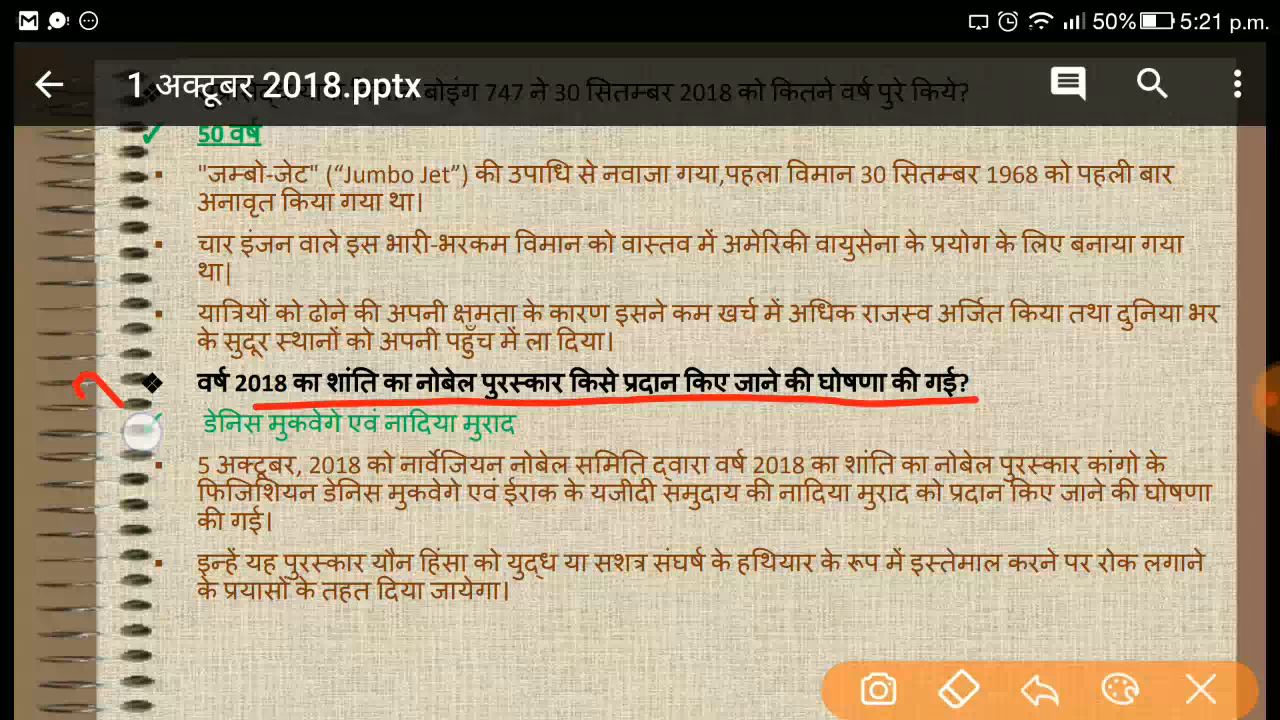 50% 5:21 p.m.
1 अक्टूबर 2018.pptx
बोइंग 747 ने 30 सितम्बर 2018 को कितने वर्ष पुरे किये?
50 वर्ष
"जम्बो-जेट" (“Jumbo Jet”) की उपाधि से नवाजा गया,पहला विमान 30 सितम्बर 1968 को पहली बार
अनावृत किया गया था।
चार इंजन वाले इस भारी-भरकम विमान को वास्तव में अमेरिकी वायुसेना के प्रयोग के लिए बनाया गया
था|
यात्रियों को ढोने की अपनी क्षमता के कारण इसने कम खर्च में अधिक राजस्व अर्जित किया तथा दुनिया भर
के सुदूर स्थानों को अपनी पहुँच में ला दिया।
वर्ष 2018 का शांति का नोबेल पुरस्कार किसे प्रदान किए जाने की घोषणा की गई?
डेनिस मुकवेगे एवं नादिया मुराद
5 अक्टूबर, 2018 को नार्वेजियन नोबेल समिति द्वारा वर्ष 2018 का शांति का नोबेल पुरस्कार कांगो के
फिजिशियन डेनिस मुकवेगे एवं ईराक के यजीदी समुदाय की नादिया मुराद को प्रदान किए जाने की घोषणा
की गई।
इन्हें यह पुरस्कार यौन हिंसा को युद्ध या सशत्र संघर्ष के हथियार के रूप में इस्तेमाल करने पर रोक लगाने
के प्रयासों के तहत दिया जायेगा।